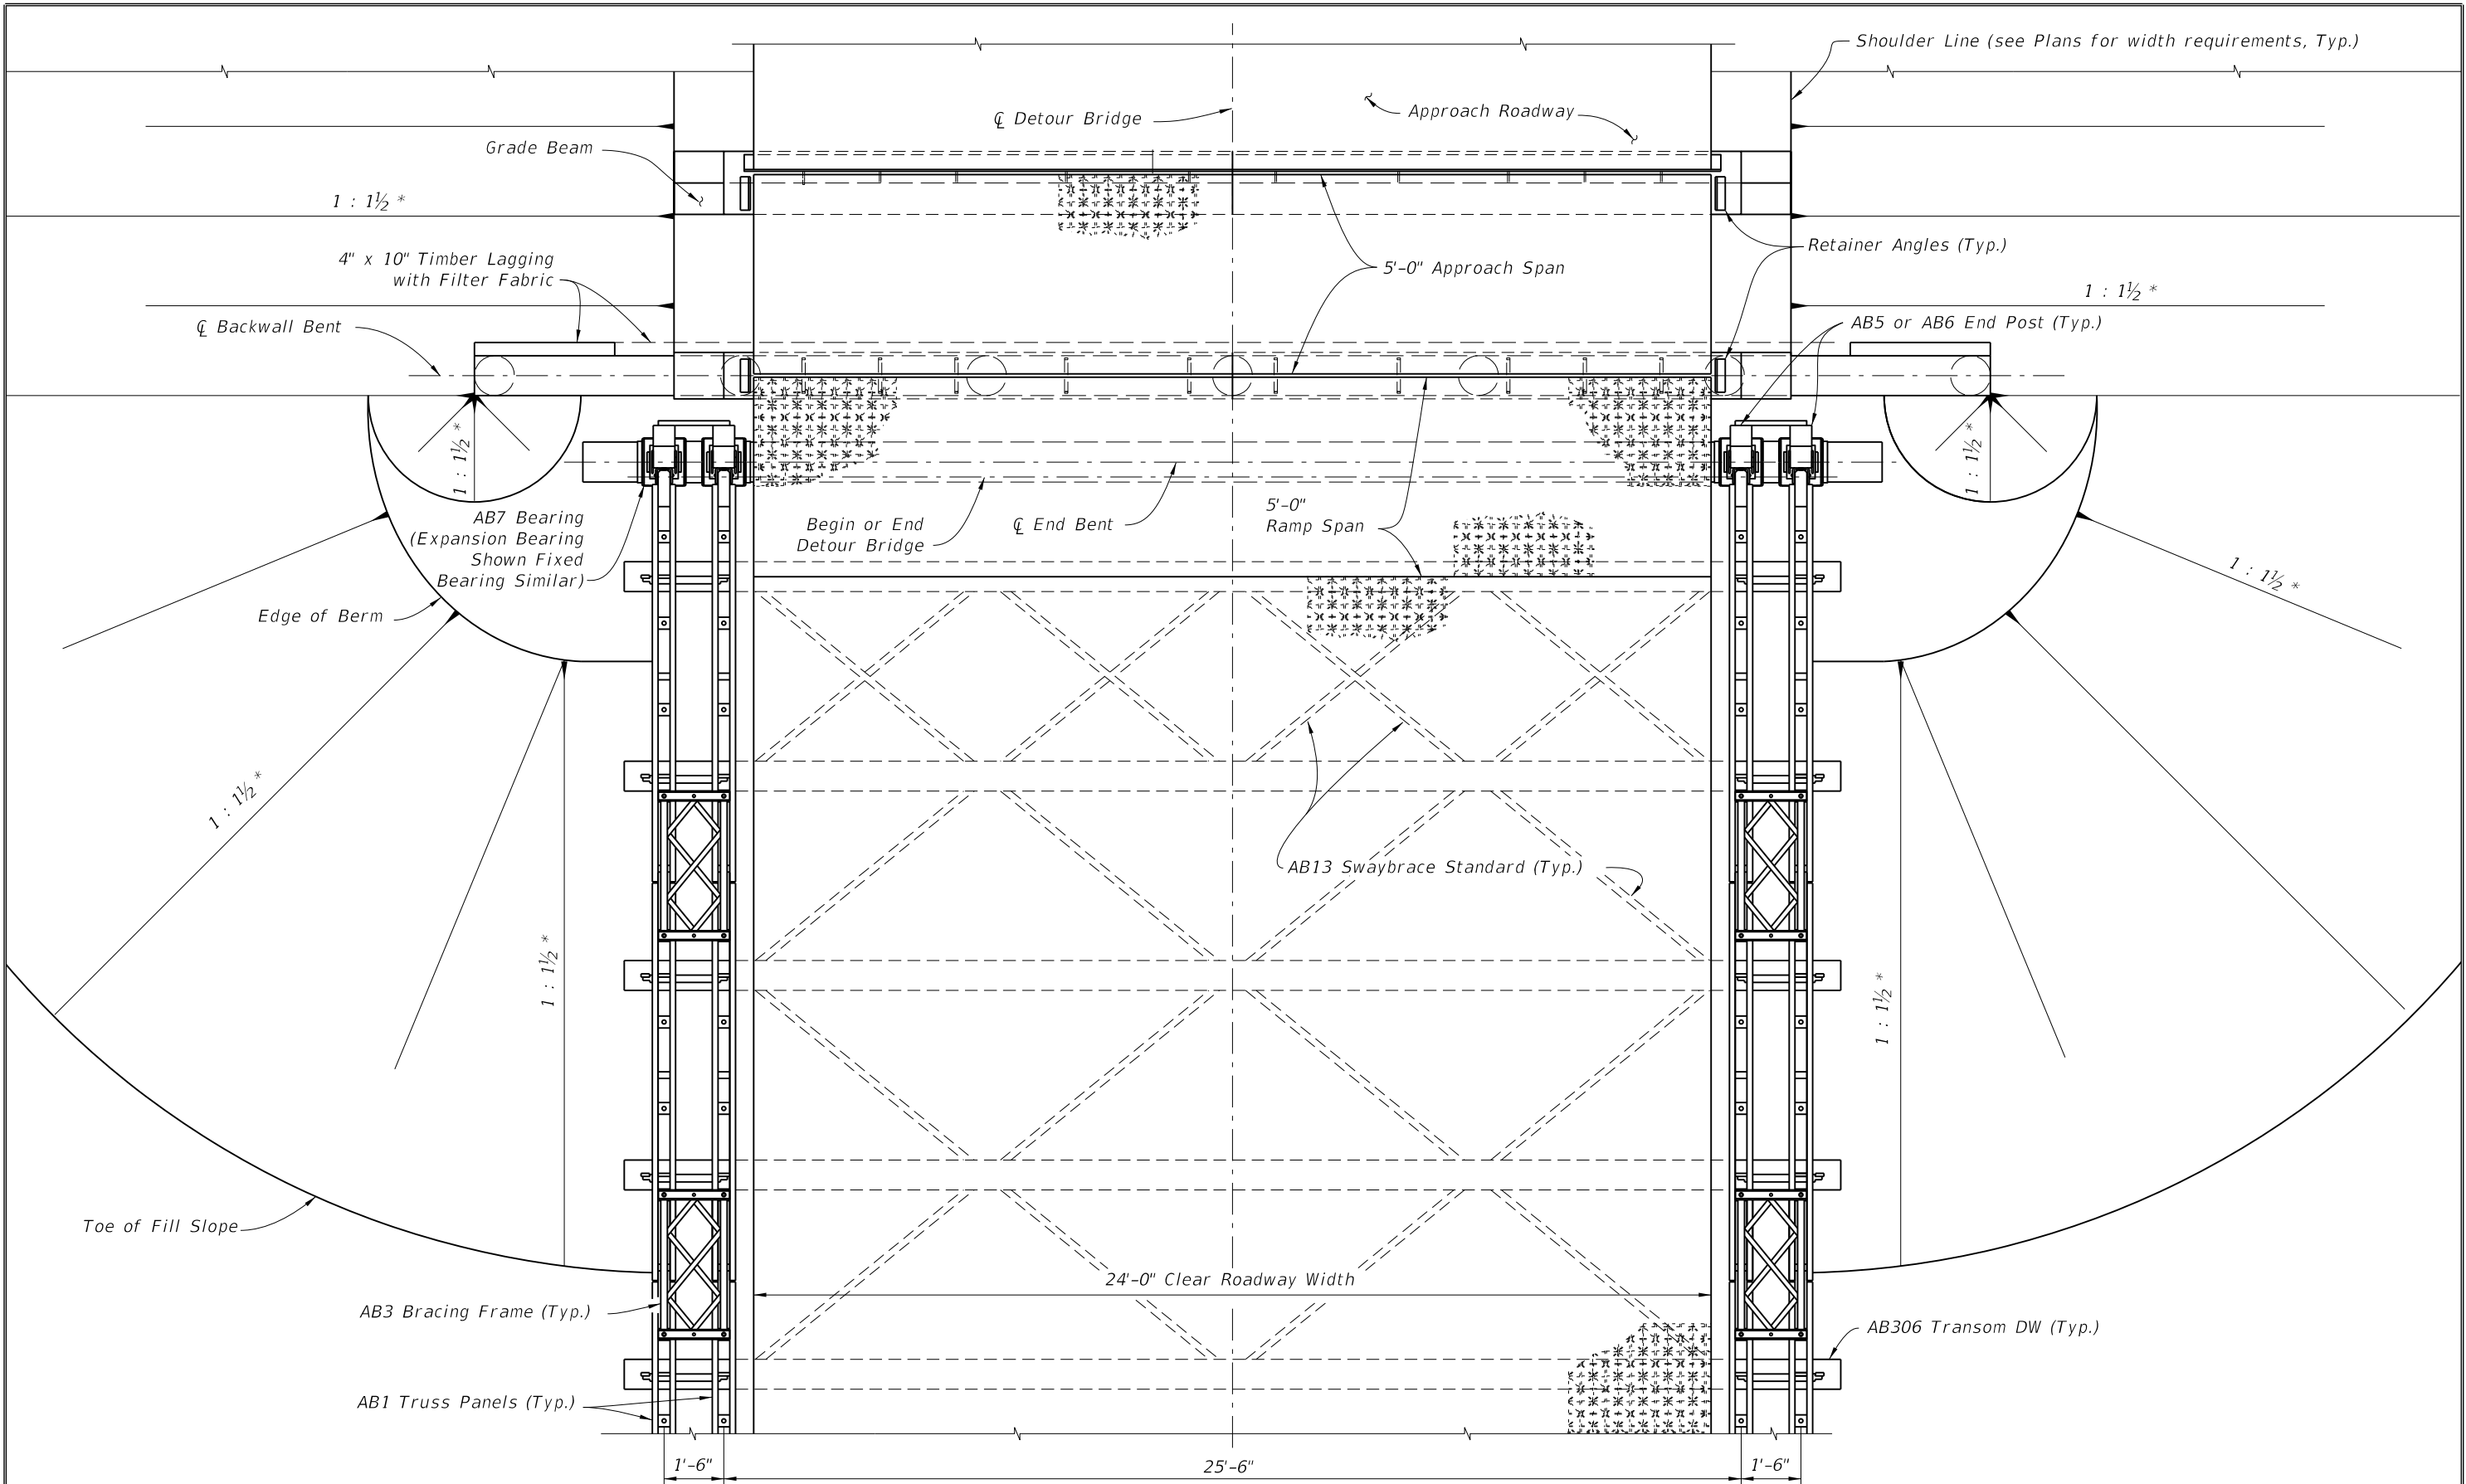 Shoulder Line (see Plans for width requirements, Typ.)
℄ Detour Bridge
Approach Roadway
Grade Beam
1 : 1½ *
Retainer Angles (Typ.)
4" x 10" Timber Lagging
with Filter Fabric
5'-0" Approach Span
1 : 1½ *
℄ Backwall Bent
AB5 or AB6 End Post (Typ.)
1 : 1½ *
1 : 1½ *
AB7 Bearing
(Expansion Bearing
Shown Fixed
Bearing Similar)
Begin or End
Detour Bridge
℄ End Bent
5'-0"
Ramp Span
1 : 1½ *
Edge of Berm
1 : 1½ *
AB13 Swaybrace Standard (Typ.)
1 : 1½ *
1 : 1½ *
Toe of Fill Slope
24'-0" Clear Roadway Width
AB3 Bracing Frame (Typ.)
AB306 Transom DW (Typ.)
AB1 Truss Panels (Typ.)
1'-6"
25'-6"
1'-6"